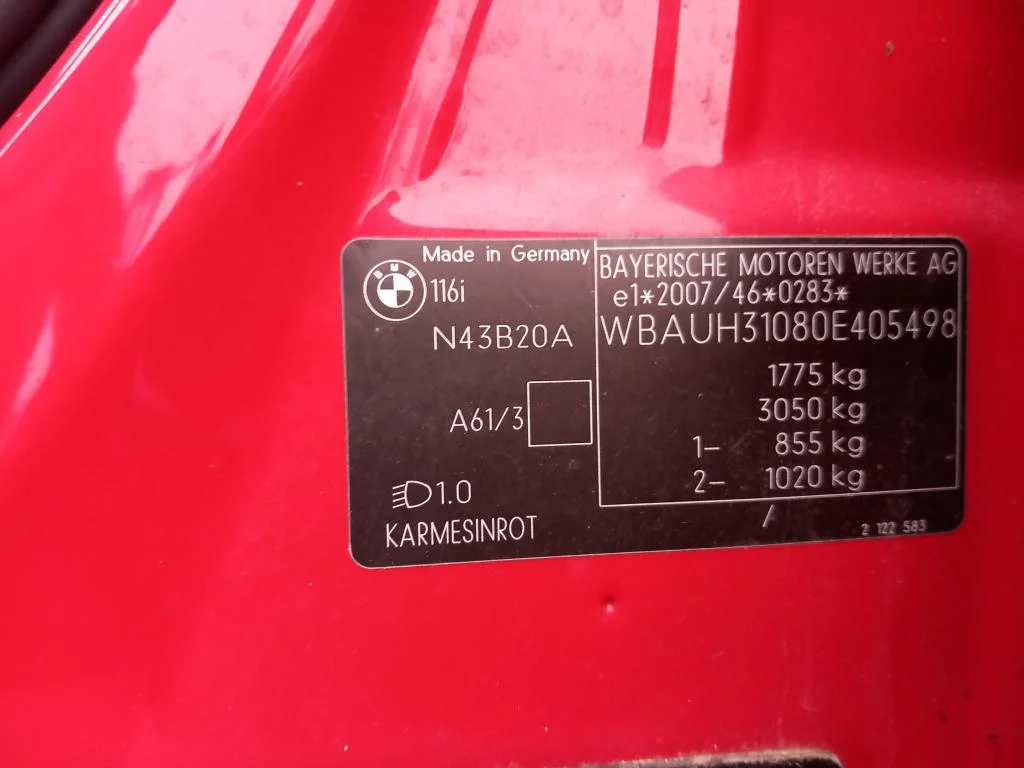 Made in Germany
BMW
116i
N43B20A
A61/3
1.0
KARMESINROT
BAYERISCHE MOTOREN WERKE AG
e1*2007/46*0283*
WBAUH31080E405498
1775 kg
3050 kg
1- 855 kg
2- 1020 kg
/
2 122 583